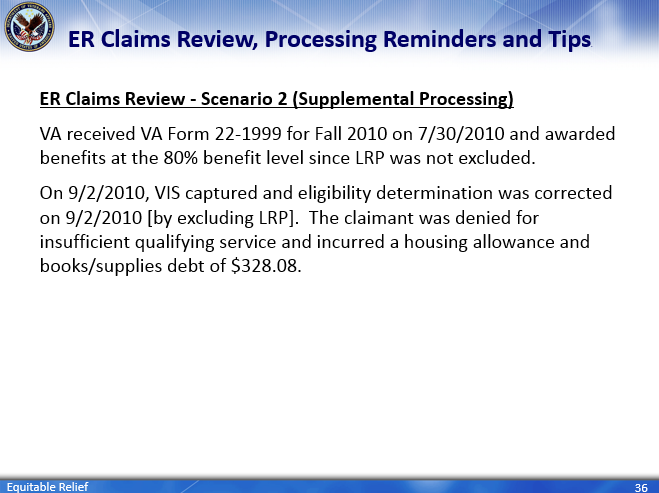 ER Claims Review, Processing Reminders and Tips
ER Claims Review - Scenario 2 (Supplemental Processing)
VA received VA Form 22-1999 for Fall 2010 on 7/30/2010 and awarded
benefits at the 80% benefit level since LRP was not excluded.
On 9/2/2010, VIS captured and eligibility determination was corrected
on 9/2/2010 [by excluding LRP].  The claimant was denied for
insufficient qualifying service and incurred a housing allowance and
books/supplies debt of $328.08.
Equitable Relief
36